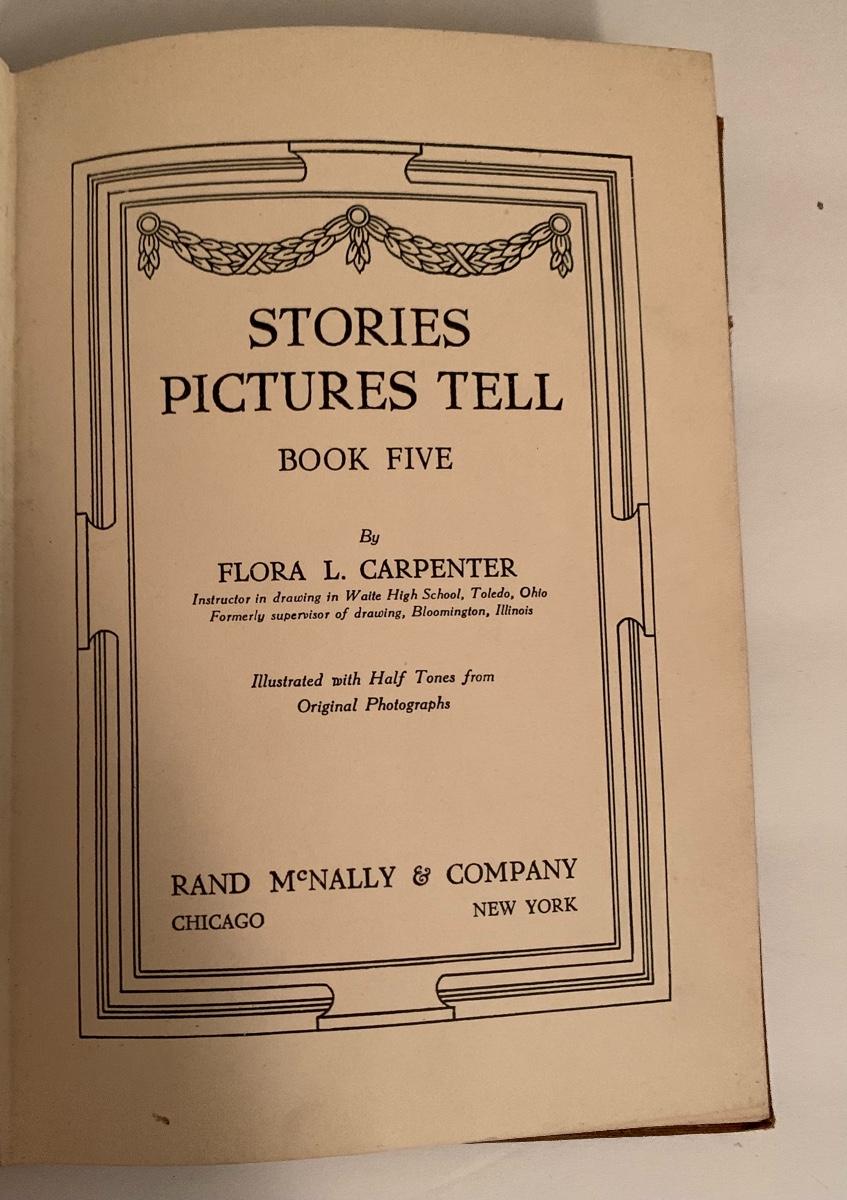 STORIES
PICTURES TELL
BOOK FIVE
By
FLORA L. CARPENTER
Instructor in drawing in Waite High School, Toledo, Ohio
Formerly supervisor of drawing, Bloomington, Illinois
Illustrated with Half Tones from
Original Photographs
RAND McNALLY & COMPANY
CHICAGO NEW YORK